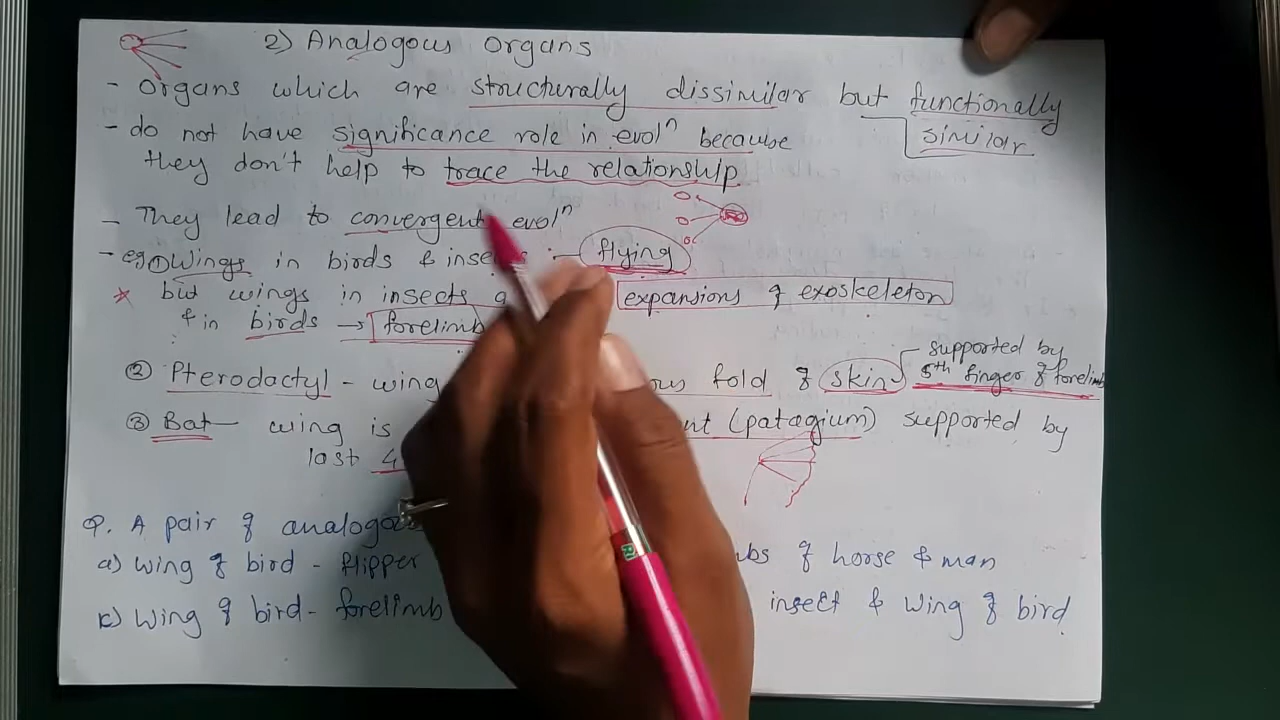 2) Analogous organs
- organs which are structurally dissimilar but functionally
similar
- do not have significance role in evolⁿ because
they don't help to trace the relationship
- They lead to convergent evolⁿ
- eg ① Wings in birds & insects :- flying
* but wings in insects expansions of exoskeleton
& in birds → forelimb
② Pterodactyl - wing fold of skin supported by
5th finger of forelimb
③ Bat - wing is (patagium) supported by
last 4
Q. A pair of
a) wing of bird - flipper of horse & man
c) Wing of bird - forelimb insect & wing of bird